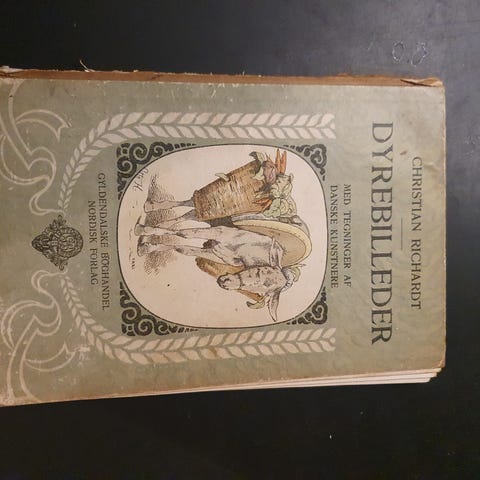 CHRISTIAN RICHARDT
DYREBILLEDER
MED TEGNINGER AF
DANSKE KUNSTNERE
GYLDENDALSKE BOGHANDEL
NORDISK FORLAG